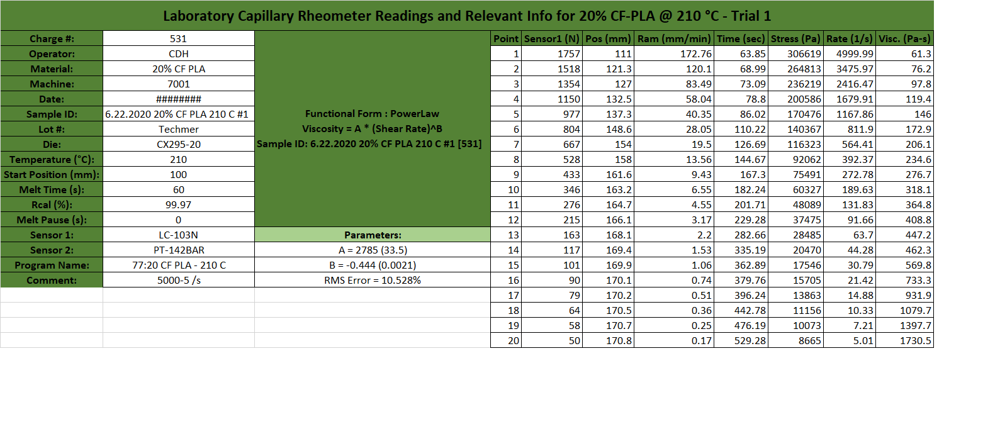 Laboratory Capillary Rheometer Readings and Relevant Info for 20% CF-PLA @ 210 °C - Trial 1
Charge #: 531 Point Sensor1 (N) Pos (mm) Ram (mm/min) Time (sec) Stress (Pa) Rate (1/s) Visc. (Pa-s)
Operator: CDH 1 1757 111 172.76 63.85 306619 4999.99 61.3
Material: 20% CF PLA 2 1518 121.3 120.1 68.99 264813 3475.97 76.2
Machine: 7001 3 1354 127 83.49 73.09 236219 2416.47 97.8
Date: ######## 4 1150 132.5 58.04 78.8 200586 1679.91 119.4
Sample ID: 6.22.2020 20% CF PLA 210 C #1 Functional Form : PowerLaw 5 977 137.3 40.35 86.02 170476 1167.86 146
Lot #: Techmer Viscosity = A * (Shear Rate)^B 6 804 148.6 28.05 110.22 140367 811.9 172.9
Die: CX295-20 Sample ID: 6.22.2020 20% CF PLA 210 C #1 [531] 7 667 154 19.5 126.69 116323 564.41 206.1
Temperature (°C): 210 8 528 158 13.56 144.67 92062 392.37 234.6
Start Position (mm): 100 9 433 161.6 9.43 167.3 75491 272.78 276.7
Melt Time (s): 60 10 346 163.2 6.55 182.24 60327 189.63 318.1
Rcal (%): 99.97 11 276 164.7 4.55 201.71 48089 131.83 364.8
Melt Pause (s): 0 12 215 166.1 3.17 229.28 37475 91.66 408.8
Sensor 1: LC-103N Parameters: 13 163 168.1 2.2 282.66 28485 63.7 447.2
Sensor 2: PT-142BAR A = 2785 (33.5) 14 117 169.4 1.53 335.19 20470 44.28 462.3
Program Name: 77:20 CF PLA - 210 C B = -0.444 (0.0021) 15 101 169.9 1.06 362.89 17546 30.79 569.8
Comment: 5000-5 /s RMS Error = 10.528% 16 90 170.1 0.74 379.76 15705 21.42 733.3
17 79 170.2 0.51 396.24 13863 14.88 931.9
18 64 170.5 0.36 442.78 11156 10.33 1079.7
19 58 170.7 0.25 476.19 10073 7.21 1397.7
20 50 170.8 0.17 529.28 8665 5.01 1730.5